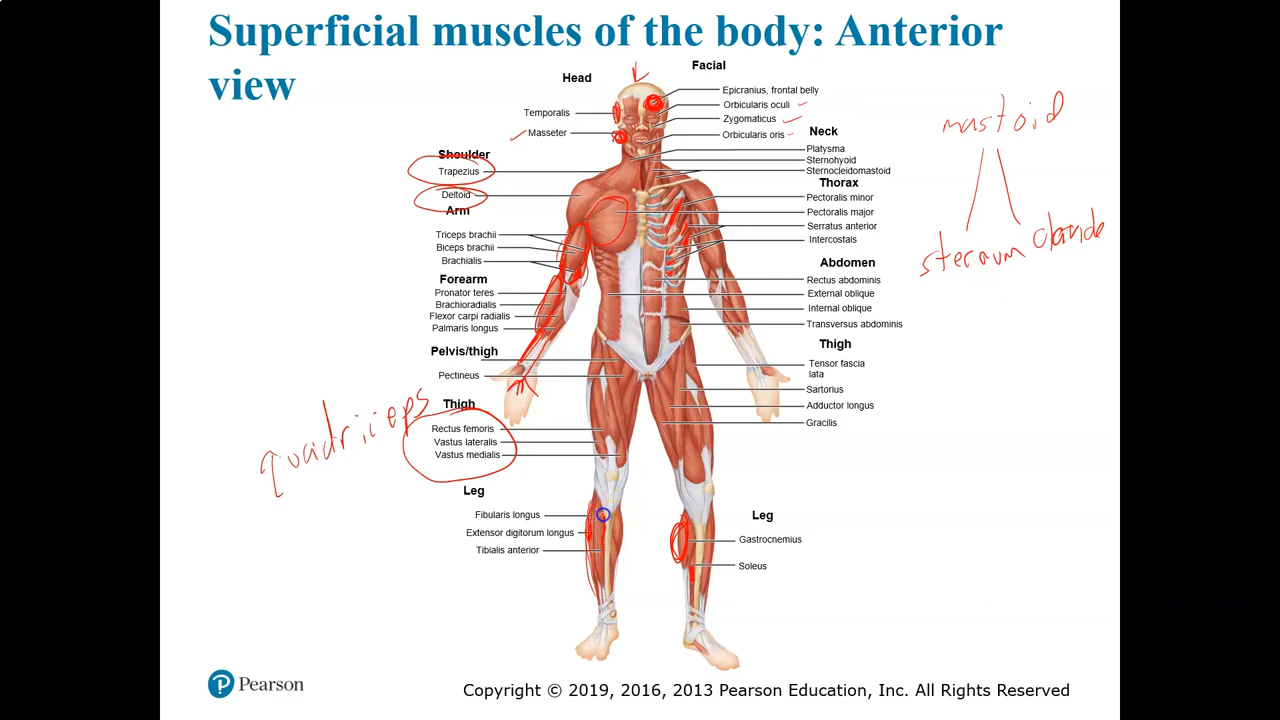 Superficial muscles of the body: Anterior
view
Head
Temporalis
Masseter
Shoulder
Trapezius
Deltoid
Arm
Triceps brachii
Biceps brachii
Brachialis
Forearm
Pronator teres
Brachioradialis
Flexor carpi radialis
Palmaris longus
Pelvis/thigh
Pectineus
Thigh
Rectus femoris
Vastus lateralis
Vastus medialis
quadriceps
Leg
Fibularis longus
Extensor digitorum longus
Tibialis anterior
Facial
Epicranius, frontal belly
Orbicularis oculi
Zygomaticus
Orbicularis oris
Neck
Platysma
Sternohyoid
Sternocleidomastoid
Thorax
Pectoralis minor
Pectoralis major
Serratus anterior
Intercostals
Abdomen
Rectus abdominis
External oblique
Internal oblique
Transversus abdominis
Thigh
Tensor fascia
lata
Sartorius
Adductor longus
Gracilis
Leg
Gastrocnemius
Soleus
mastoid
sternum
Pearson
Copyright © 2019, 2016, 2013 Pearson Education, Inc. All Rights Reserved